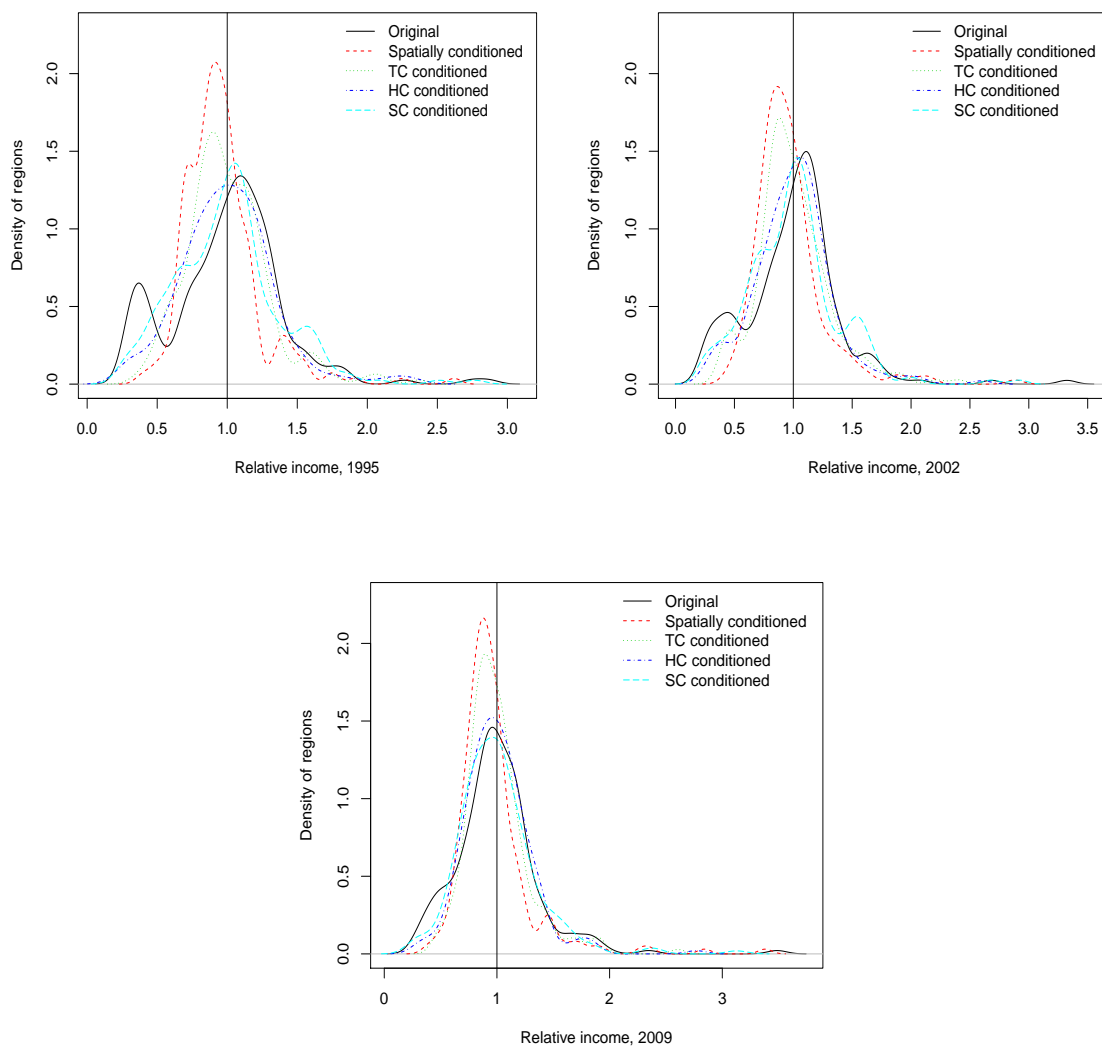 Original
Spatially conditioned
TC conditioned
HC conditioned
SC conditioned
Density of regions
0.0
0.5
1.0
1.5
2.0
0.0 0.5 1.0 1.5 2.0 2.5 3.0
Relative income, 1995
Original
Spatially conditioned
TC conditioned
HC conditioned
SC conditioned
Density of regions
0.0
0.5
1.0
1.5
2.0
0.0 0.5 1.0 1.5 2.0 2.5 3.0 3.5
Relative income, 2002
Original
Spatially conditioned
TC conditioned
HC conditioned
SC conditioned
Density of regions
0.0
0.5
1.0
1.5
2.0
0 1 2 3
Relative income, 2009